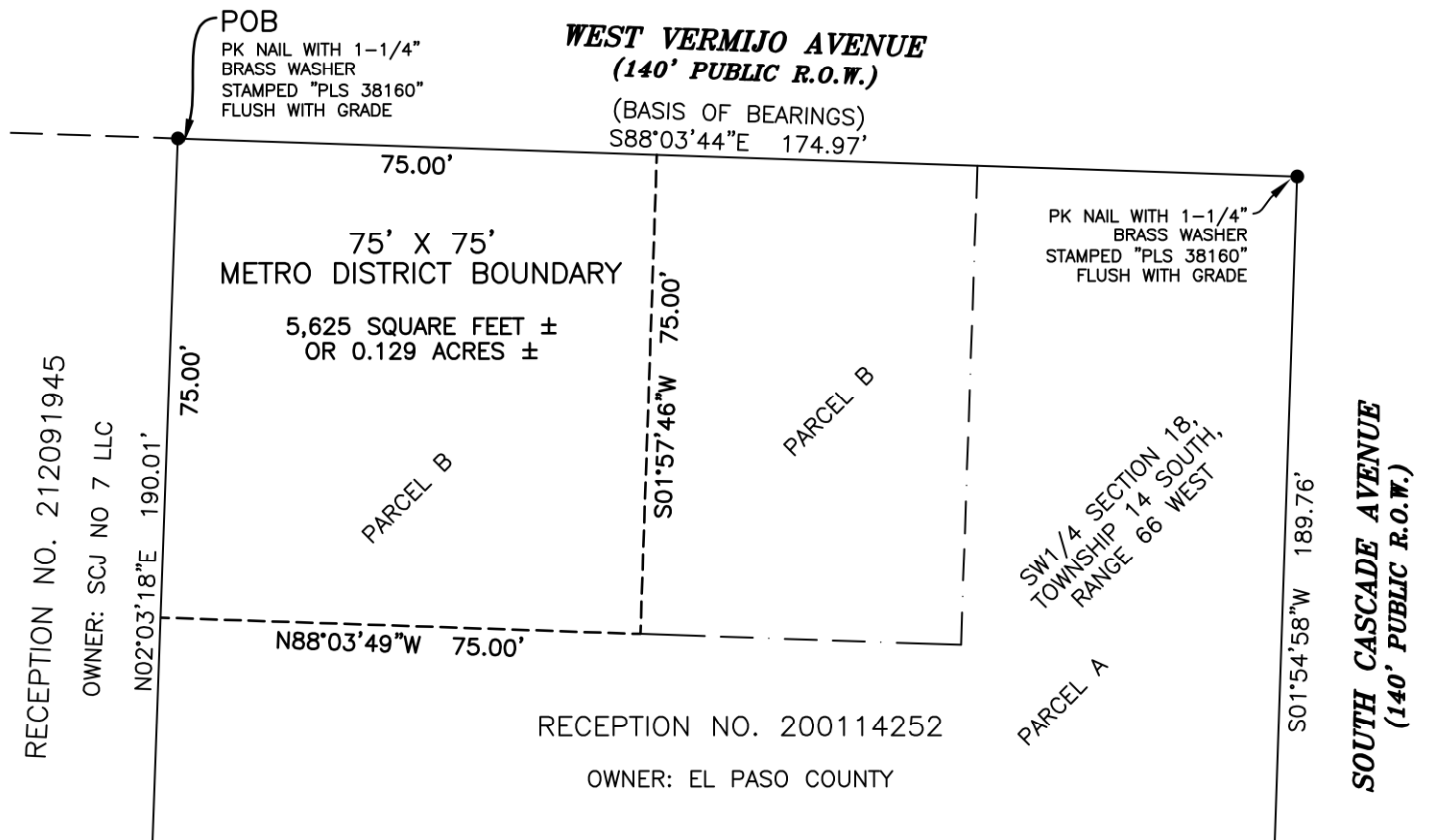 POB
PK NAIL WITH 1-1/4"
BRASS WASHER
STAMPED "PLS 38160"
FLUSH WITH GRADE
WEST VERMIJO AVENUE
(140' PUBLIC R.O.W.)
(BASIS OF BEARINGS)
S88°03'44"E 174.97'
75.00'
75' X 75'
METRO DISTRICT BOUNDARY
5,625 SQUARE FEET ±
OR 0.129 ACRES ±
75.00'
S01°57'46"W 75.00'
PARCEL B
PARCEL B
PK NAIL WITH 1-1/4"
BRASS WASHER
STAMPED "PLS 38160"
FLUSH WITH GRADE
SW1/4 SECTION 18,
TOWNSHIP 14 SOUTH,
RANGE 66 WEST
RECEPTION NO. 212091945
OWNER: SCJ NO 7 LLC
N02°03'18"E 190.01'
N88°03'49"W 75.00'
RECEPTION NO. 200114252
OWNER: EL PASO COUNTY
PARCEL A
S01°54'58"W 189.76'
SOUTH CASCADE AVENUE
(140' PUBLIC R.O.W.)